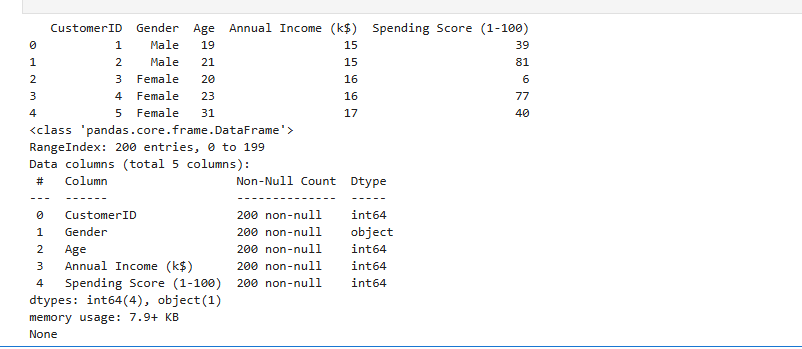 CustomerID  Gender  Age  Annual Income (k$)  Spending Score (1-100)
0           1    Male   19                  15                      39
1           2    Male   21                  15                      81
2           3  Female   20                  16                       6
3           4  Female   23                  16                      77
4           5  Female   31                  17                      40
<class 'pandas.core.frame.DataFrame'>
RangeIndex: 200 entries, 0 to 199
Data columns (total 5 columns):
 #   Column                  Non-Null Count  Dtype
---  ------                  --------------  -----
 0   CustomerID              200 non-null    int64
 1   Gender                  200 non-null    object
 2   Age                     200 non-null    int64
 3   Annual Income (k$)      200 non-null    int64
 4   Spending Score (1-100)  200 non-null    int64
dtypes: int64(4), object(1)
memory usage: 7.9+ KB
None